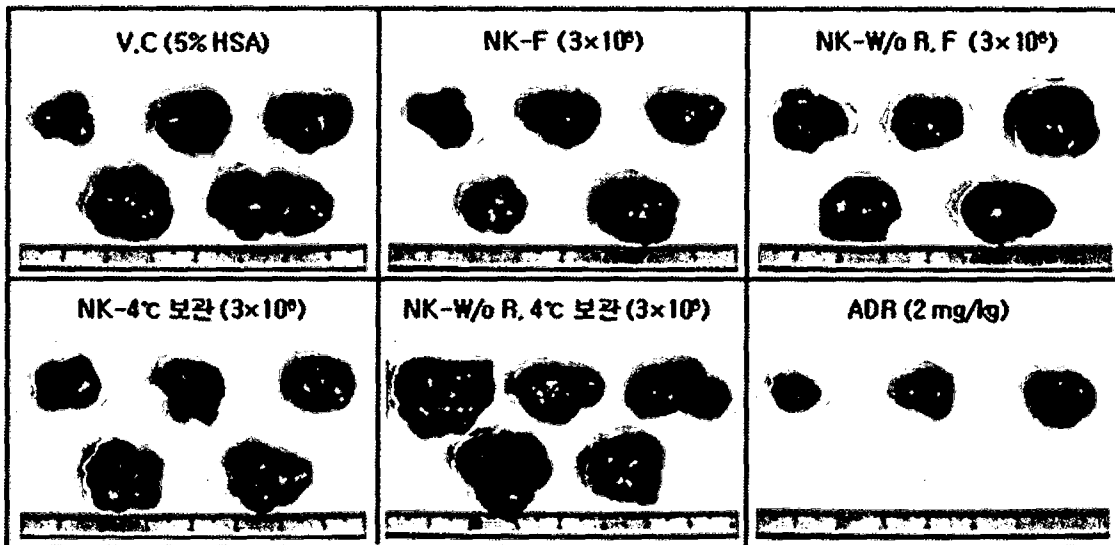 V.C (5% HSA)
NK-F (3×10⁶)
NK-W/o R. F (3×10⁶)
NK-4℃ 보관 (3×10⁶)
NK-W/o R. 4℃ 보관 (3×10⁶)
ADR (2 mg/kg)